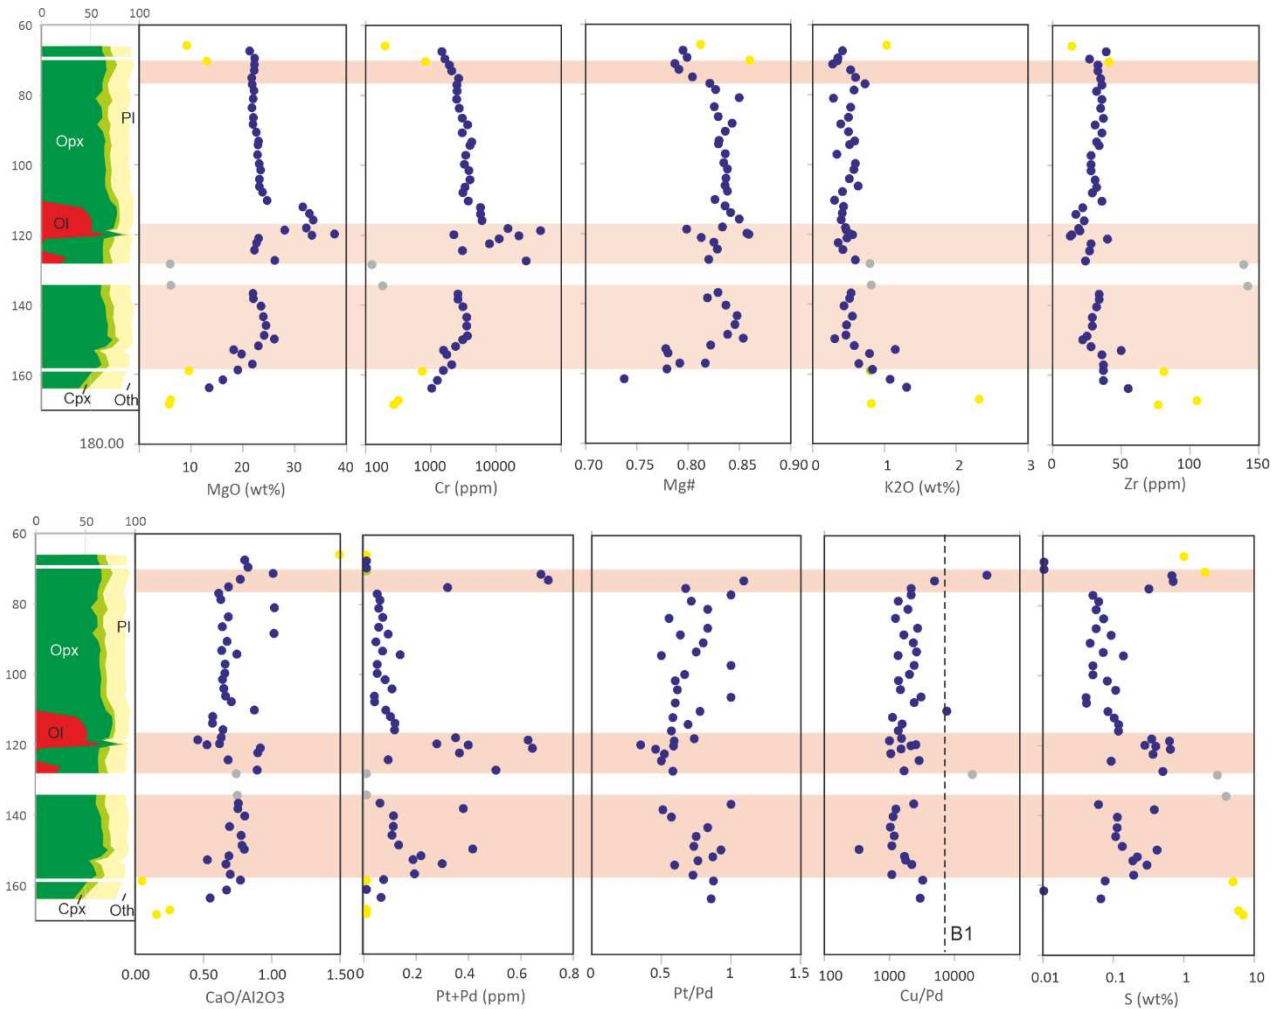 0 50 100
60
80
100
120
140
160
180.00
Opx
Pl
Ol
Cpx
Oth
10 20 30 40
MgO (wt%)
100 1000 10000
Cr (ppm)
0.70 0.75 0.80 0.85 0.90
Mg#
0 1 2 3
K2O (wt%)
0 50 100 150
Zr (ppm)
0 50 100
60
80
100
120
140
160
Opx
Pl
Ol
Cpx
Oth
0.00 0.50 1.00 1.50
CaO/Al2O3
0 0.2 0.4 0.6 0.8
Pt+Pd (ppm)
0 0.5 1 1.5
Pt/Pd
B1
100 1000 10000
Cu/Pd
0.01 0.1 1 10
S (wt%)